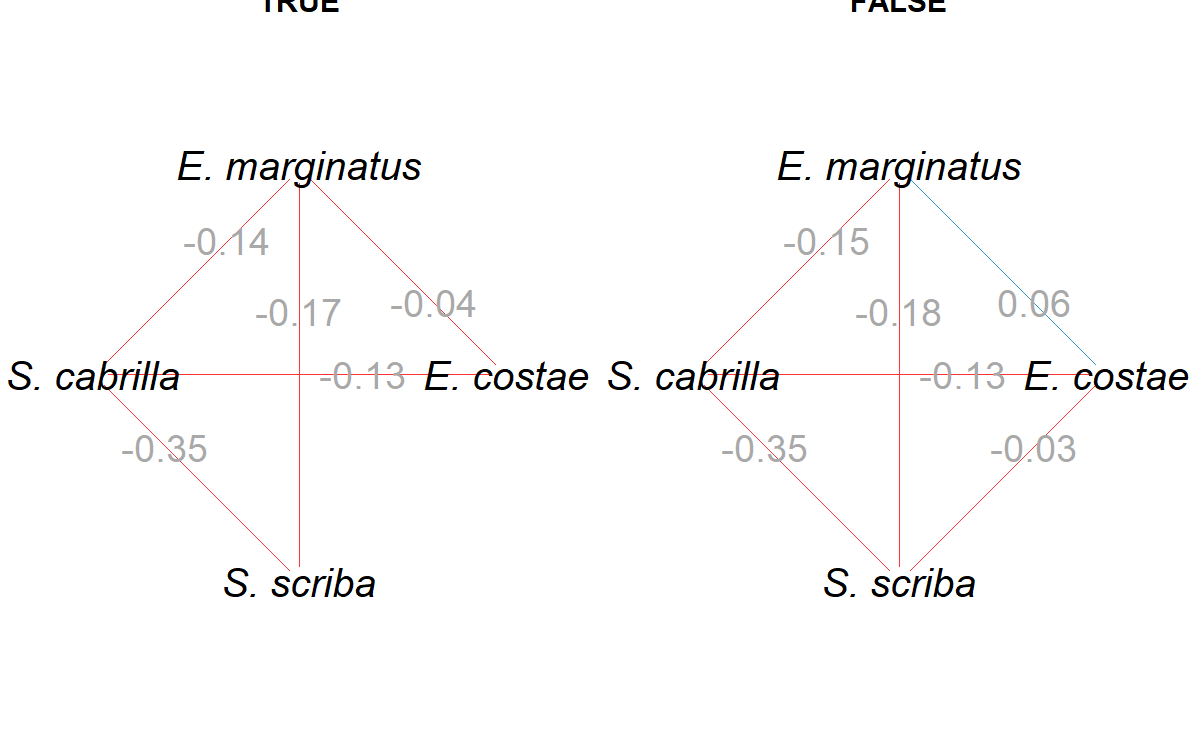 TRUE FALSE
E. marginatus E. marginatus
-0.14 -0.15
-0.04 0.06
-0.17 -0.18
S. cabrilla -0.13 E. costae S. cabrilla -0.13 E. costae
-0.35 -0.35 -0.03
S. scriba S. scriba